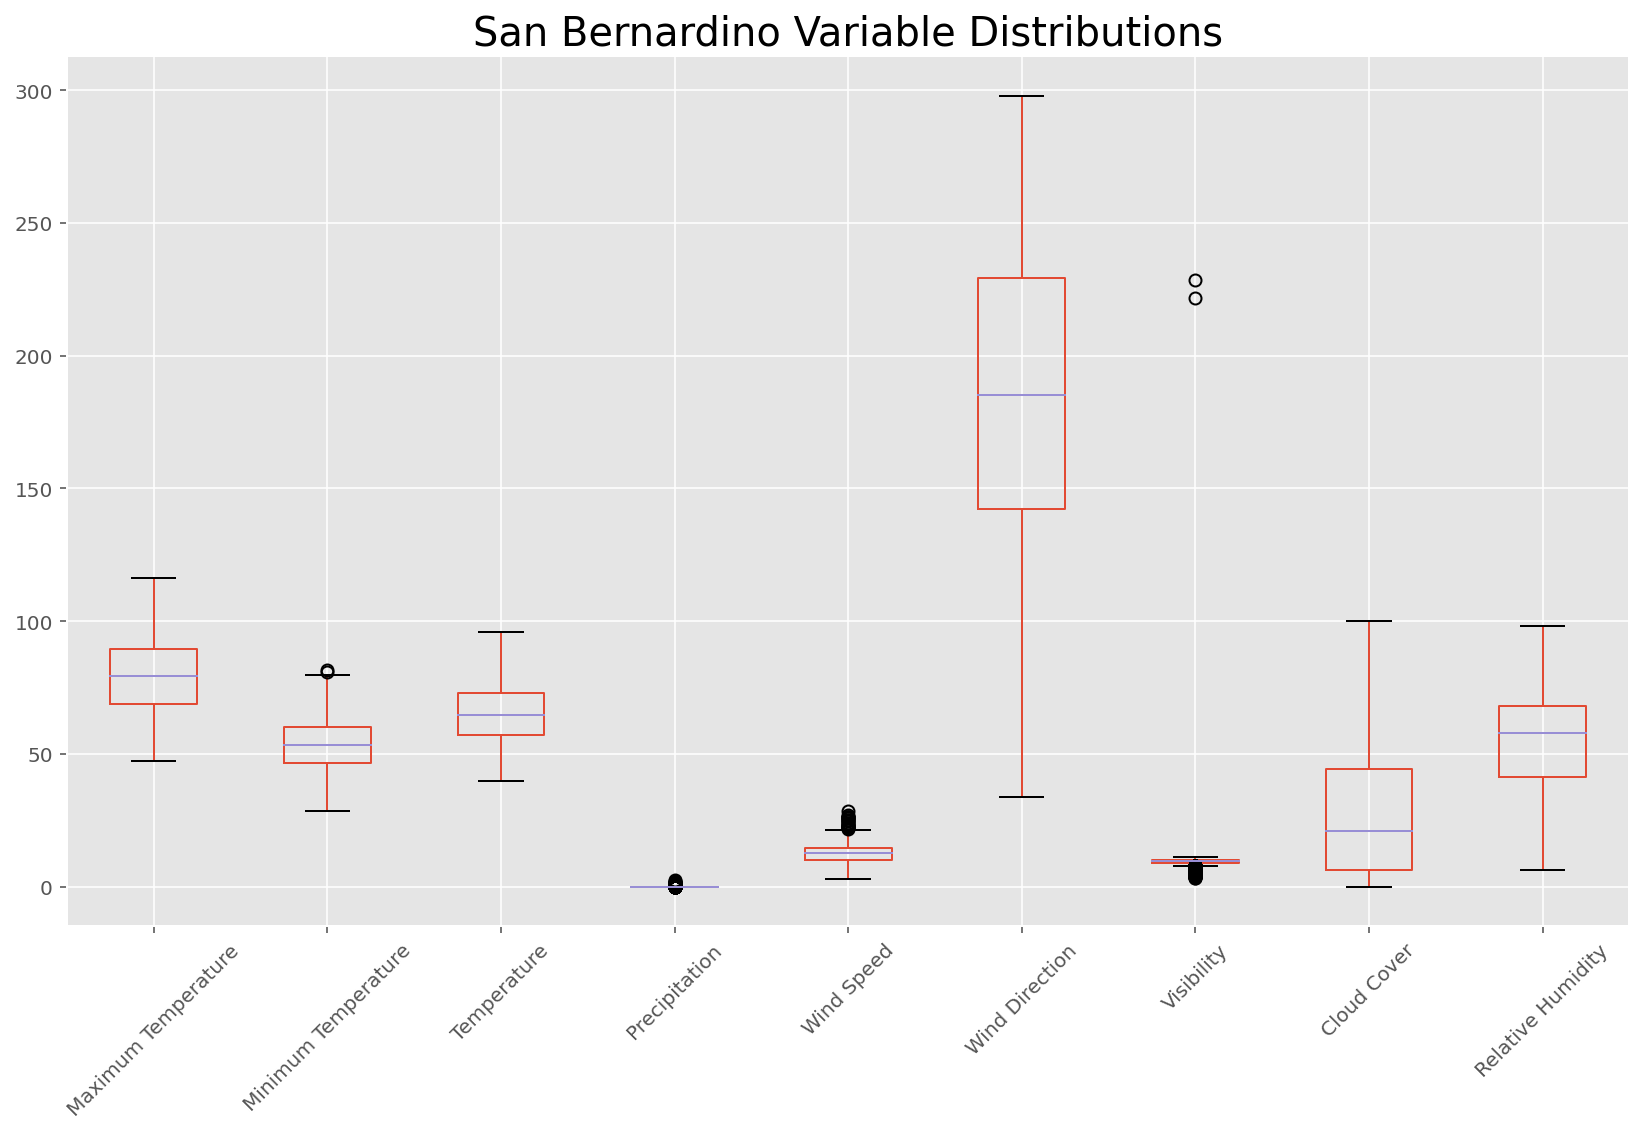 San Bernardino Variable Distributions
300
250
200
150
100
50
0
Maximum Temperature
Minimum Temperature
Temperature
Precipitation
Wind Speed
Wind Direction
Visibility
Cloud Cover
Relative Humidity